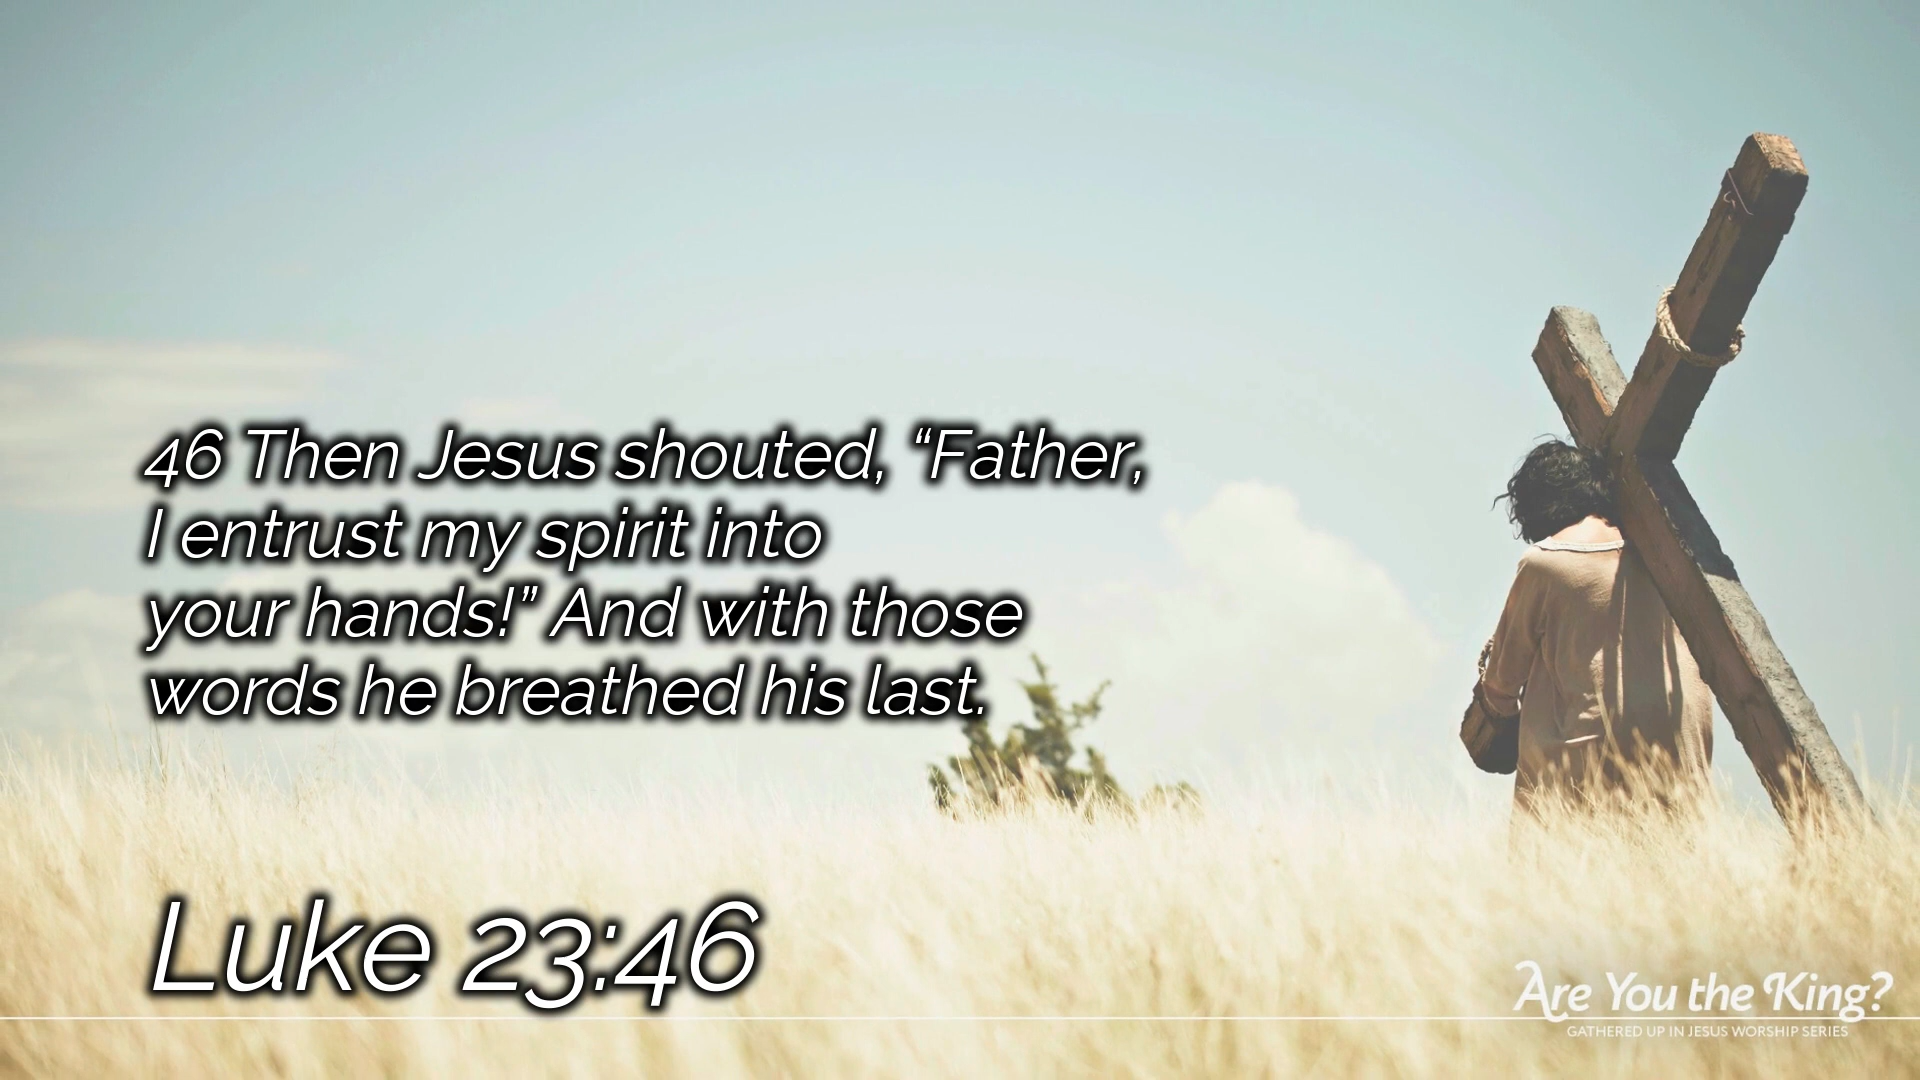 46 Then Jesus shouted, “Father,
I entrust my spirit into
your hands!” And with those
words he breathed his last.
Luke 23:46
Are You the King?
GATHERED UP IN JESUS WORSHIP SERIES